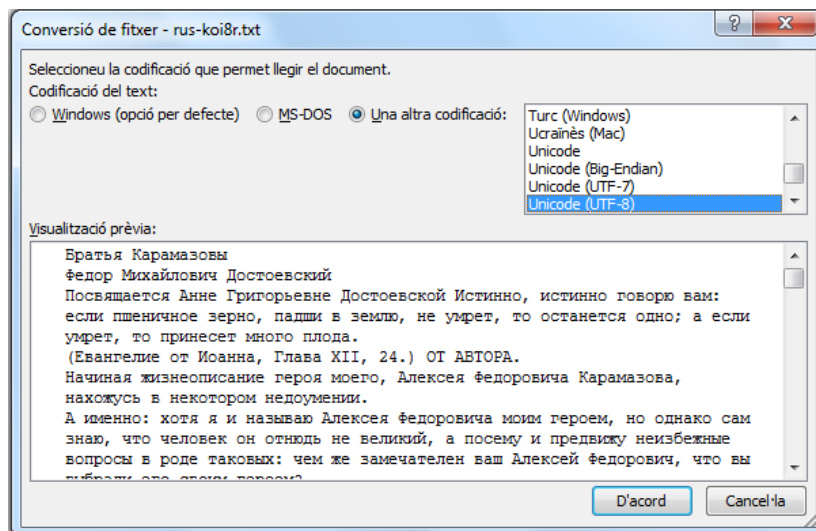 Conversió de fitxer - rus-koi8r.txt
Seleccioneu la codificació que permet llegir el document.
Codificació del text:
Windows (opció per defecte) MS-DOS Una altra codificació:
Turc (Windows)
Ucraïnès (Mac)
Unicode
Unicode (Big-Endian)
Unicode (UTF-7)
Unicode (UTF-8)
Visualització prèvia:
Братья Карамазовы
Федор Михайлович Достоевский
Посвящается Анне Григорьевне Достоевской Истинно, истинно говорю вам:
если пшеничное зерно, падши в землю, не умрет, то останется одно; а если
умрет, то принесет много плода.
(Евангелие от Иоанна, Глава XII, 24.) ОТ АВТОРА.
Начиная жизнеописание героя моего, Алексея Федоровича Карамазова,
нахожусь в некотором недоумении.
А именно: хотя я и называю Алексея Федоровича моим героем, но однако сам
знаю, что человек он отнюдь не великий, а посему и предвижу неизбежные
вопросы в роде таковых: чем же замечателен ваш Алексей Федорович, что вы
выбрали его своим героем?
D'acord Cancel·la